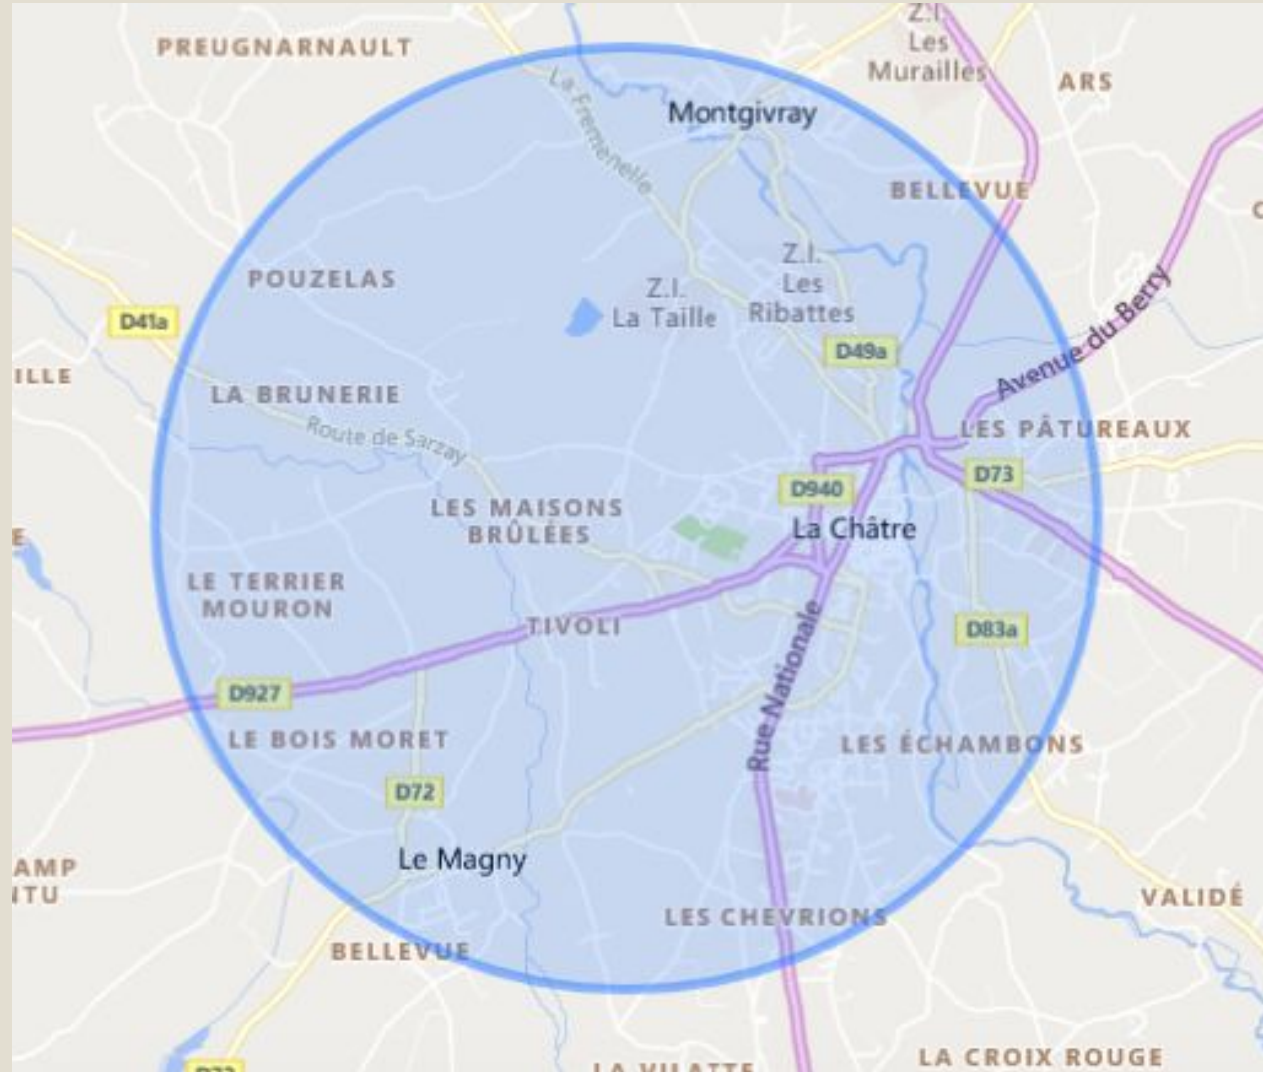 Z.I.
Les
Murailles
PREUGNARNAULT
ARS
La Fremenelle
Montgivray
BELLEVUE
Z.I.
Les
Ribattes
POUZELAS
Z.I.
La Taille
D41a
D49a
Avenue du Berry
ILLE
LA BRUNERIE
Route de Sarzay
LES PÂTUREAUX
D73
D940
LES MAISONS
BRÛLÉES
La Châtre
E
LE TERRIER
MOURON
TIVOLI
D83a
Rue Nationale
D927
LE BOIS MORET
LES ÉCHAMBONS
D72
Le Magny
AMP
NTU
VALIDÉ
LES CHEVRIONS
BELLEVUE
LA VILATTE
LA CROIX ROUGE